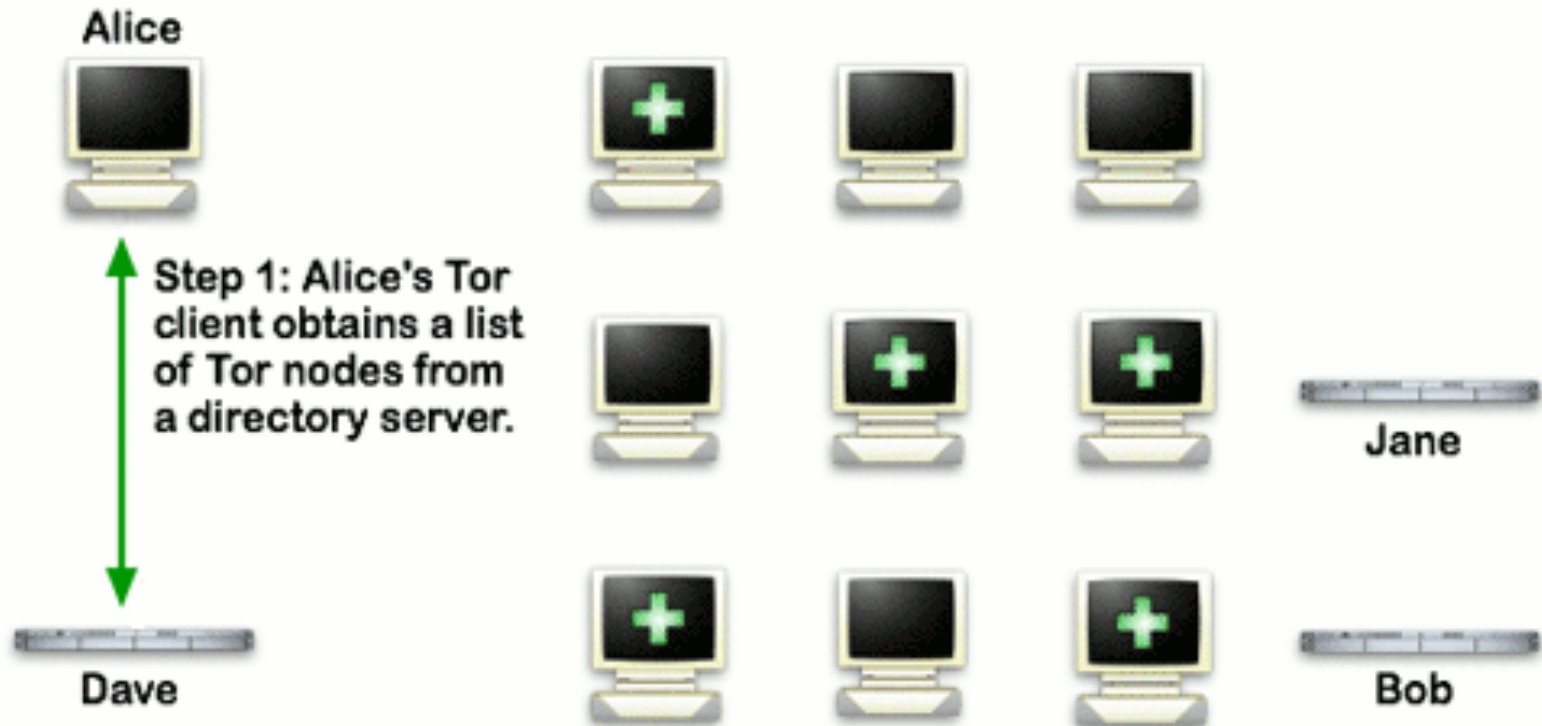 Alice
Step 1: Alice's Tor
client obtains a list
of Tor nodes from
a directory server.
Jane
Dave
Bob